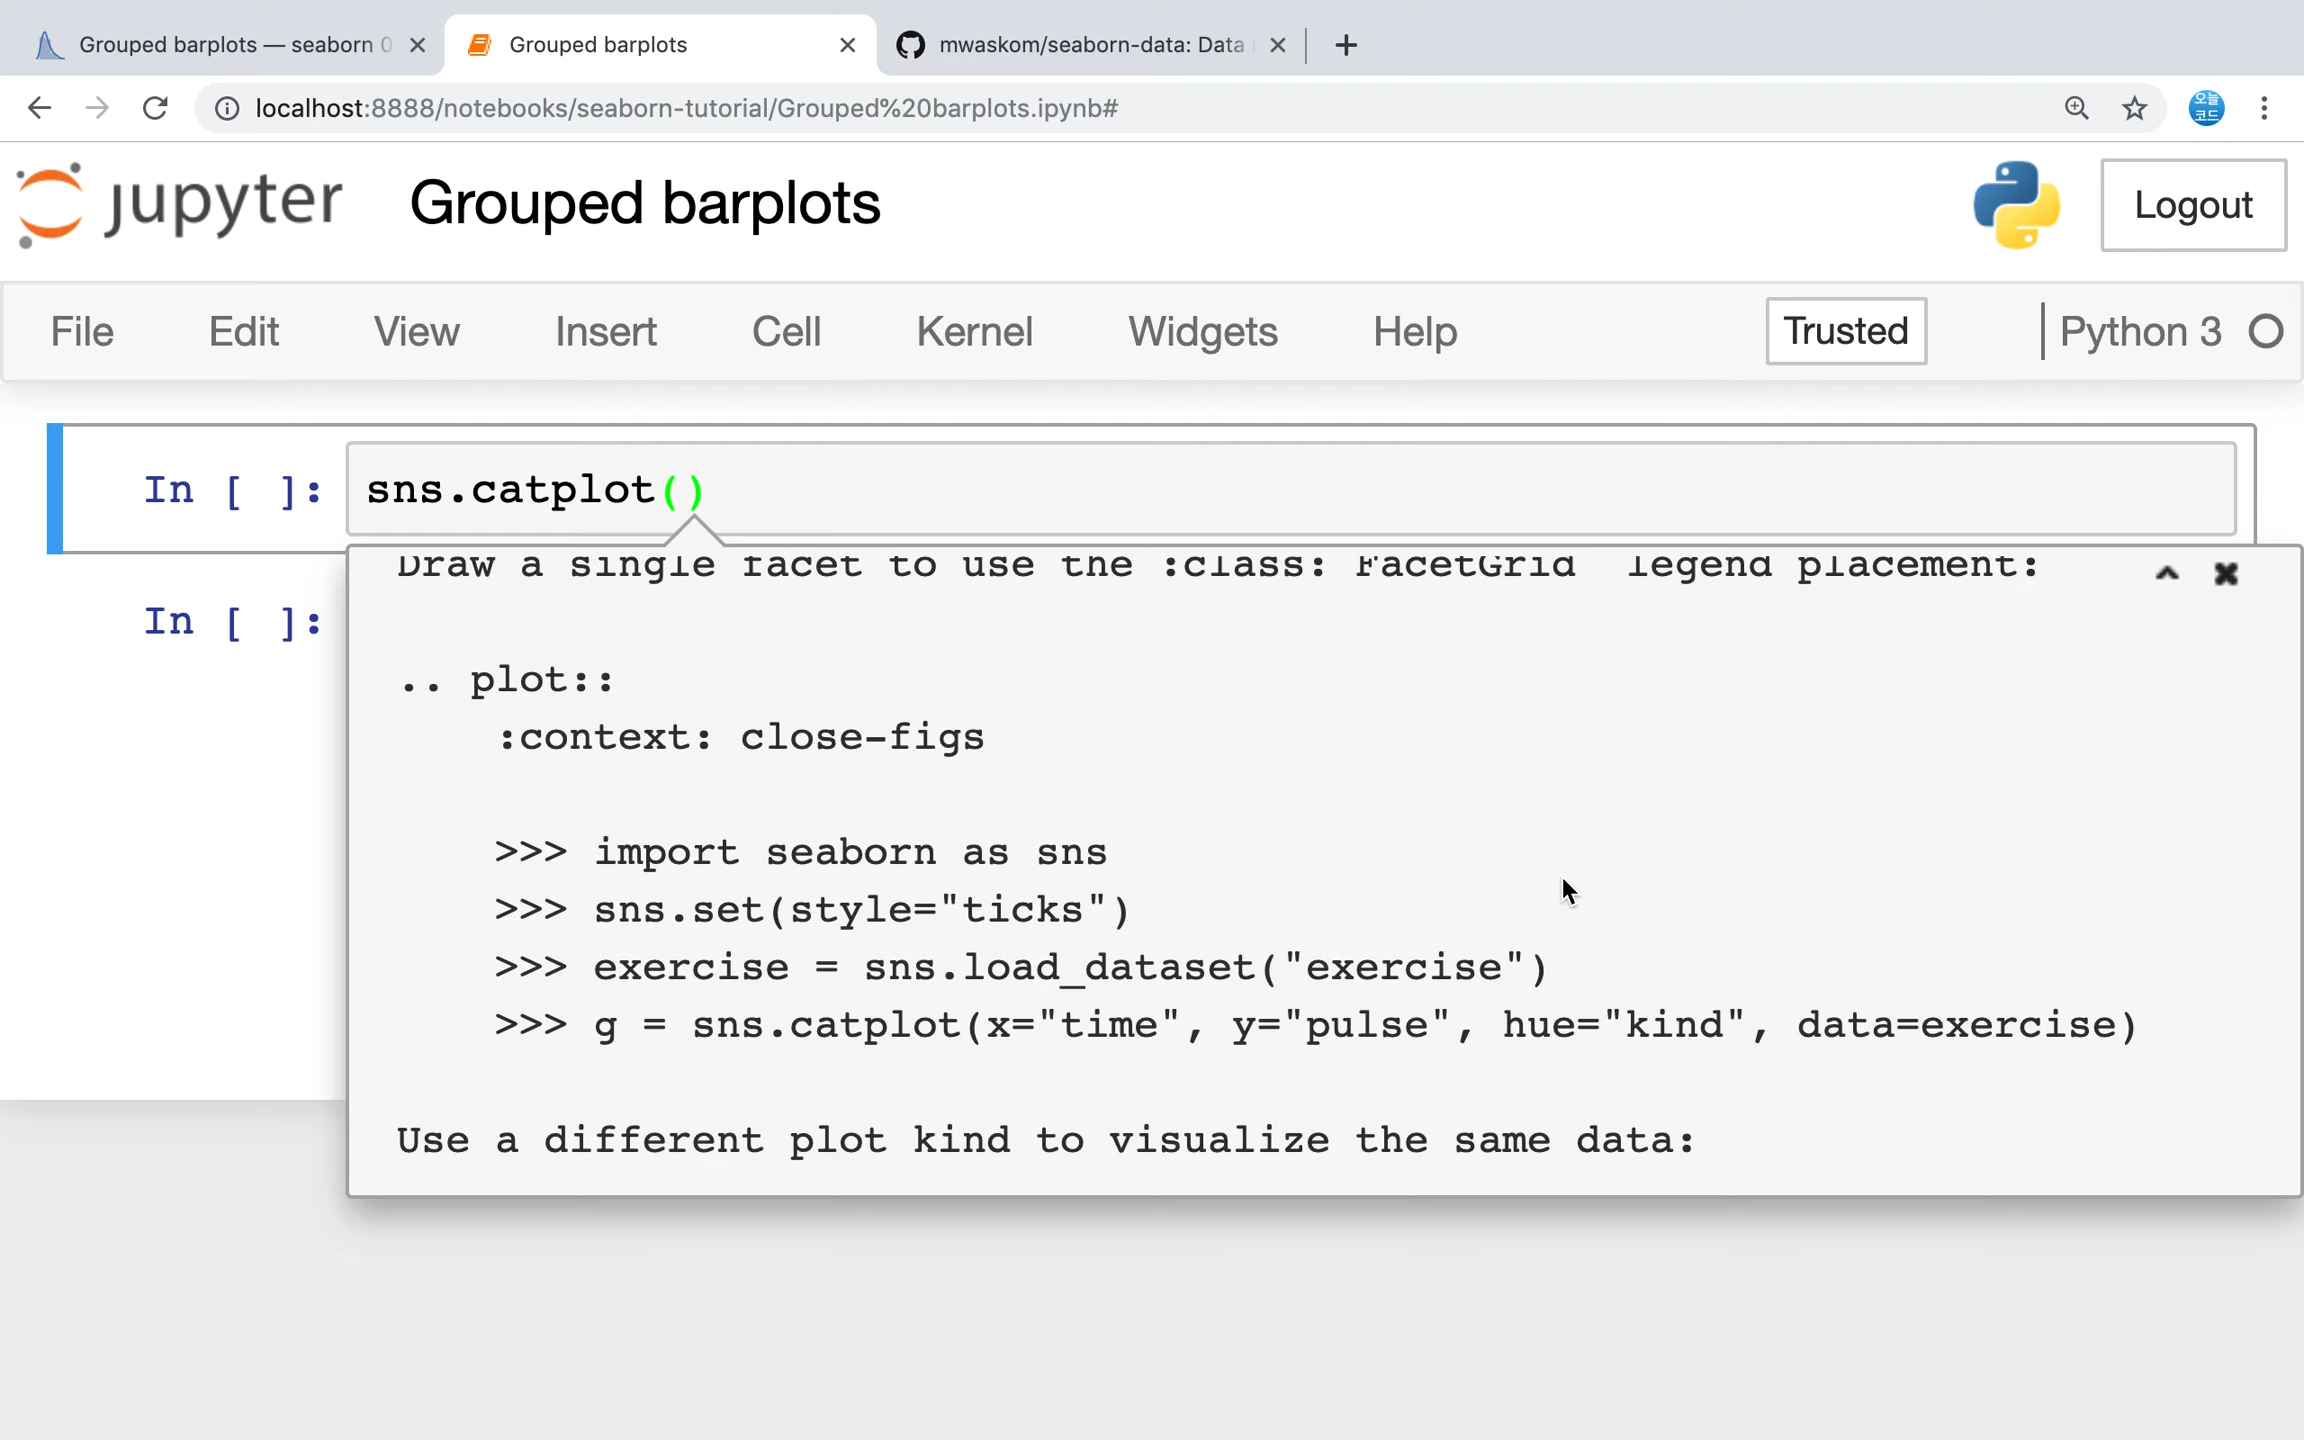 Grouped barplots — seaborn 0
Grouped barplots
mwaskom/seaborn-data: Data
localhost:8888/notebooks/seaborn-tutorial/Grouped%20barplots.ipynb#
오늘
코드
jupyter
Grouped barplots
Logout
File Edit View Insert Cell Kernel Widgets Help
Trusted
Python 3
In [ ]:
sns.catplot()
Draw a single facet to use the :class: FacetGrid legend placement:
In [ ]:
.. plot::
:context: close-figs
>>> import seaborn as sns
>>> sns.set(style="ticks")
>>> exercise = sns.load_dataset("exercise")
>>> g = sns.catplot(x="time", y="pulse", hue="kind", data=exercise)
Use a different plot kind to visualize the same data: